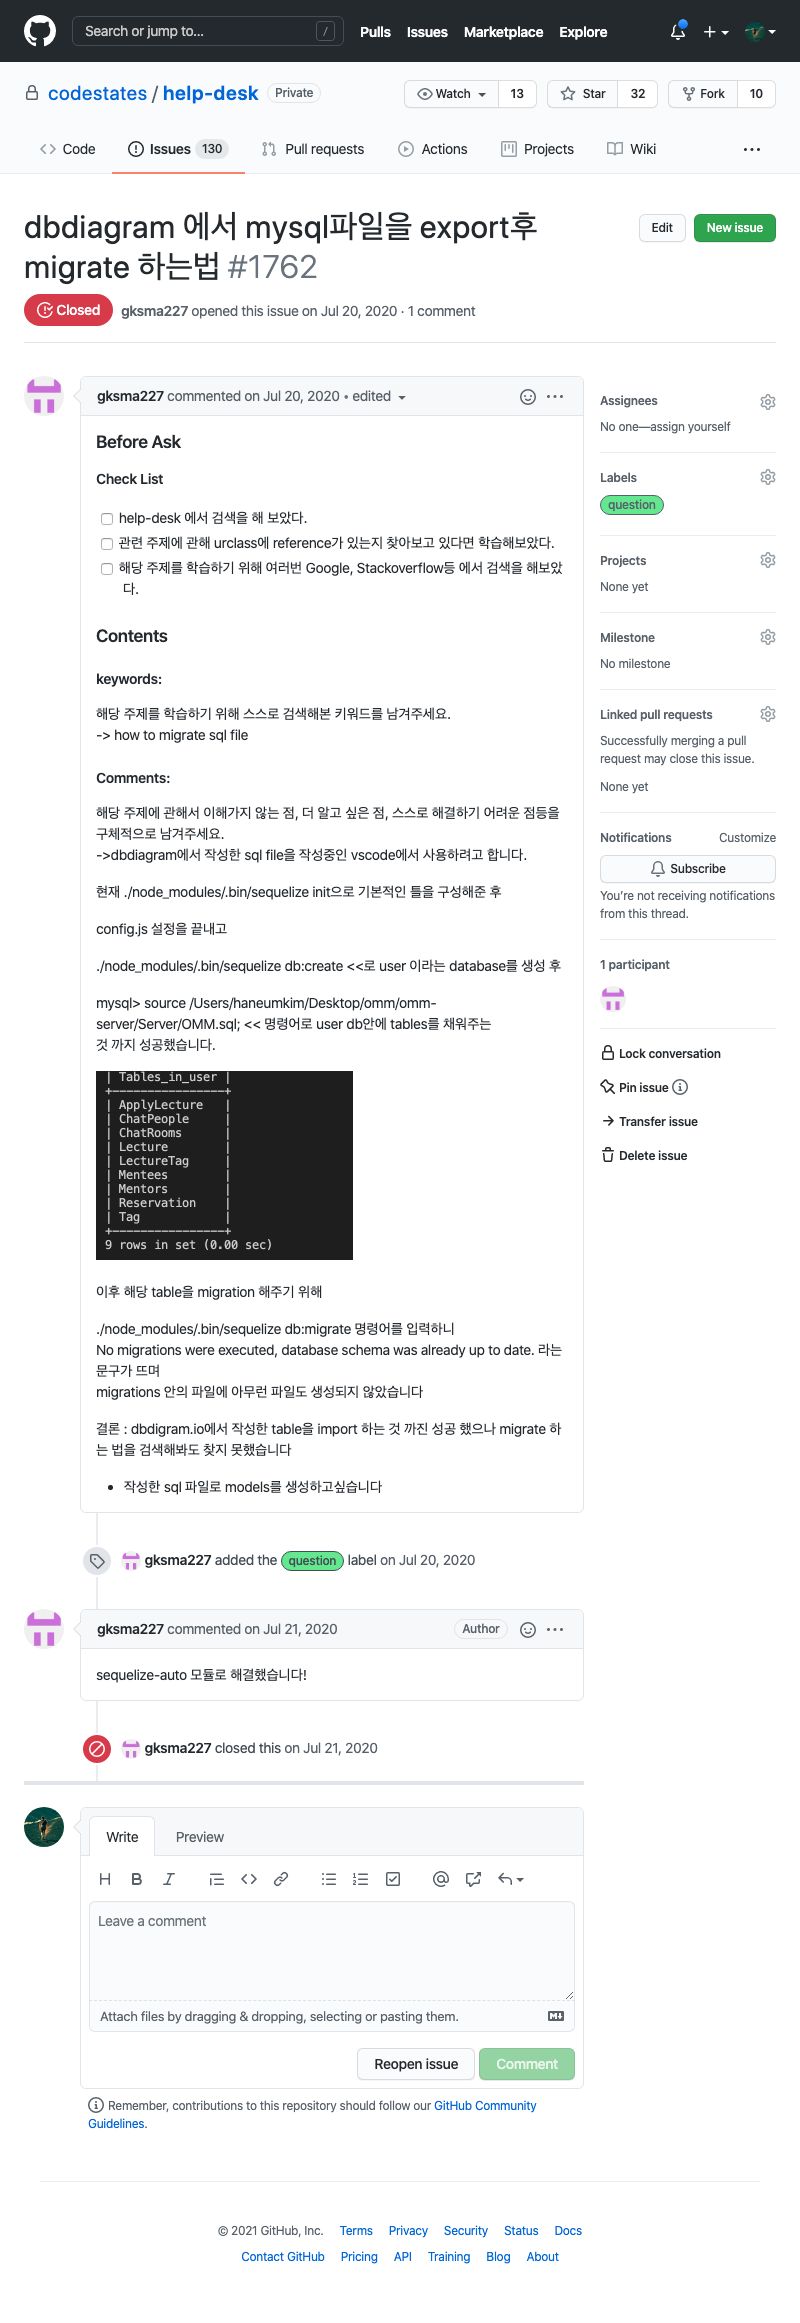 Search or jump to...
/
Pulls Issues Marketplace Explore
codestates / help-desk Private
Watch 13 Star 32 Fork 10
Code Issues 130 Pull requests Actions Projects Wiki
dbdiagram 에서 mysql파일을 export후
migrate 하는법 #1762
Edit New issue
Closed gksma227 opened this issue on Jul 20, 2020 · 1 comment
gksma227 commented on Jul 20, 2020 • edited
Before Ask
Check List
help-desk 에서 검색을 해 보았다.
관련 주제에 관해 urclass에 reference가 있는지 찾아보고 있다면 학습해보았다.
해당 주제를 학습하기 위해 여러번 Google, Stackoverflow등 에서 검색을 해보았
다.
Contents
keywords:
해당 주제를 학습하기 위해 스스로 검색해본 키워드를 남겨주세요.
-> how to migrate sql file
Comments:
해당 주제에 관해서 이해가지 않는 점, 더 알고 싶은 점, 스스로 해결하기 어려운 점등을
구체적으로 남겨주세요.
->dbdiagram에서 작성한 sql file을 작성중인 vscode에서 사용하려고 합니다.
현재 ./node_modules/.bin/sequelize init으로 기본적인 틀을 구성해준 후
config.js 설정을 끝내고
./node_modules/.bin/sequelize db:create <<로 user 이라는 database를 생성 후
mysql> source /Users/haneumkim/Desktop/omm/omm-
server/Server/OMM.sql; << 명령어로 user db안에 tables를 채워주는
것 까지 성공했습니다.
| Tables_in_user |
+----------------+
| ApplyLecture |
| ChatPeople |
| ChatRooms |
| Lecture |
| LectureTag |
| Mentees |
| Mentors |
| Reservation |
| Tag |
+----------------+
9 rows in set (0.00 sec)
이후 해당 table을 migration 해주기 위해
./node_modules/.bin/sequelize db:migrate 명령어를 입력하니
No migrations were executed, database schema was already up to date. 라는
문구가 뜨며
migrations 안의 파일에 아무런 파일도 생성되지 않았습니다
결론 : dbdigram.io에서 작성한 table을 import 하는 것 까진 성공 했으나 migrate 하
는 법을 검색해봐도 찾지 못했습니다
• 작성한 sql 파일로 models를 생성하고싶습니다
Assignees
No one—assign yourself
Labels
question
Projects
None yet
Milestone
No milestone
Linked pull requests
Successfully merging a pull
request may close this issue.
None yet
Notifications Customize
Subscribe
You're not receiving notifications
from this thread.
1 participant
Lock conversation
Pin issue
Transfer issue
Delete issue
gksma227 added the question label on Jul 20, 2020
gksma227 commented on Jul 21, 2020 Author
sequelize-auto 모듈로 해결했습니다!
gksma227 closed this on Jul 21, 2020
Write Preview
Leave a comment
Attach files by dragging & dropping, selecting or pasting them.
Reopen issue Comment
Remember, contributions to this repository should follow our GitHub Community
Guidelines.
© 2021 GitHub, Inc. Terms Privacy Security Status Docs
Contact GitHub Pricing API Training Blog About